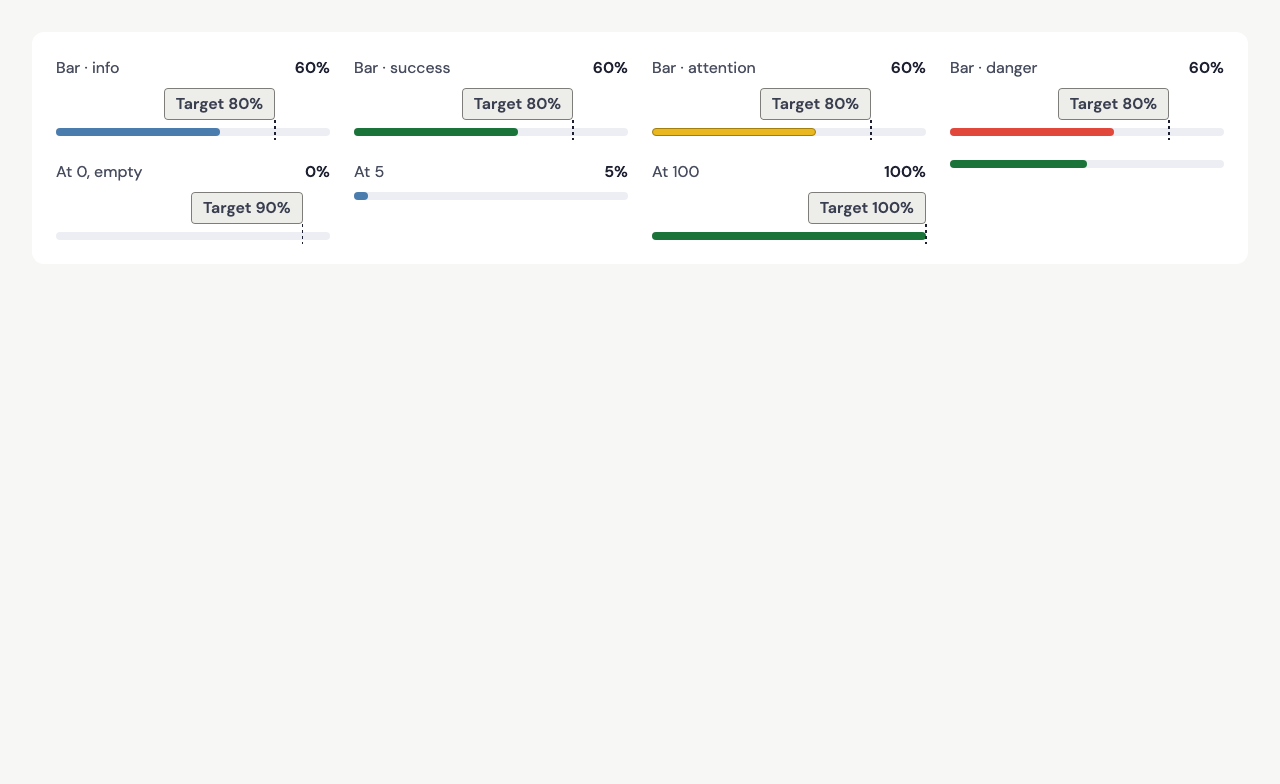 Bar · info 60%
Target 80%
Bar · success 60%
Target 80%
Bar · attention 60%
Target 80%
Bar · danger 60%
Target 80%
At 0, empty 0%
Target 90%
At 5 5%
At 100 100%
Target 100%